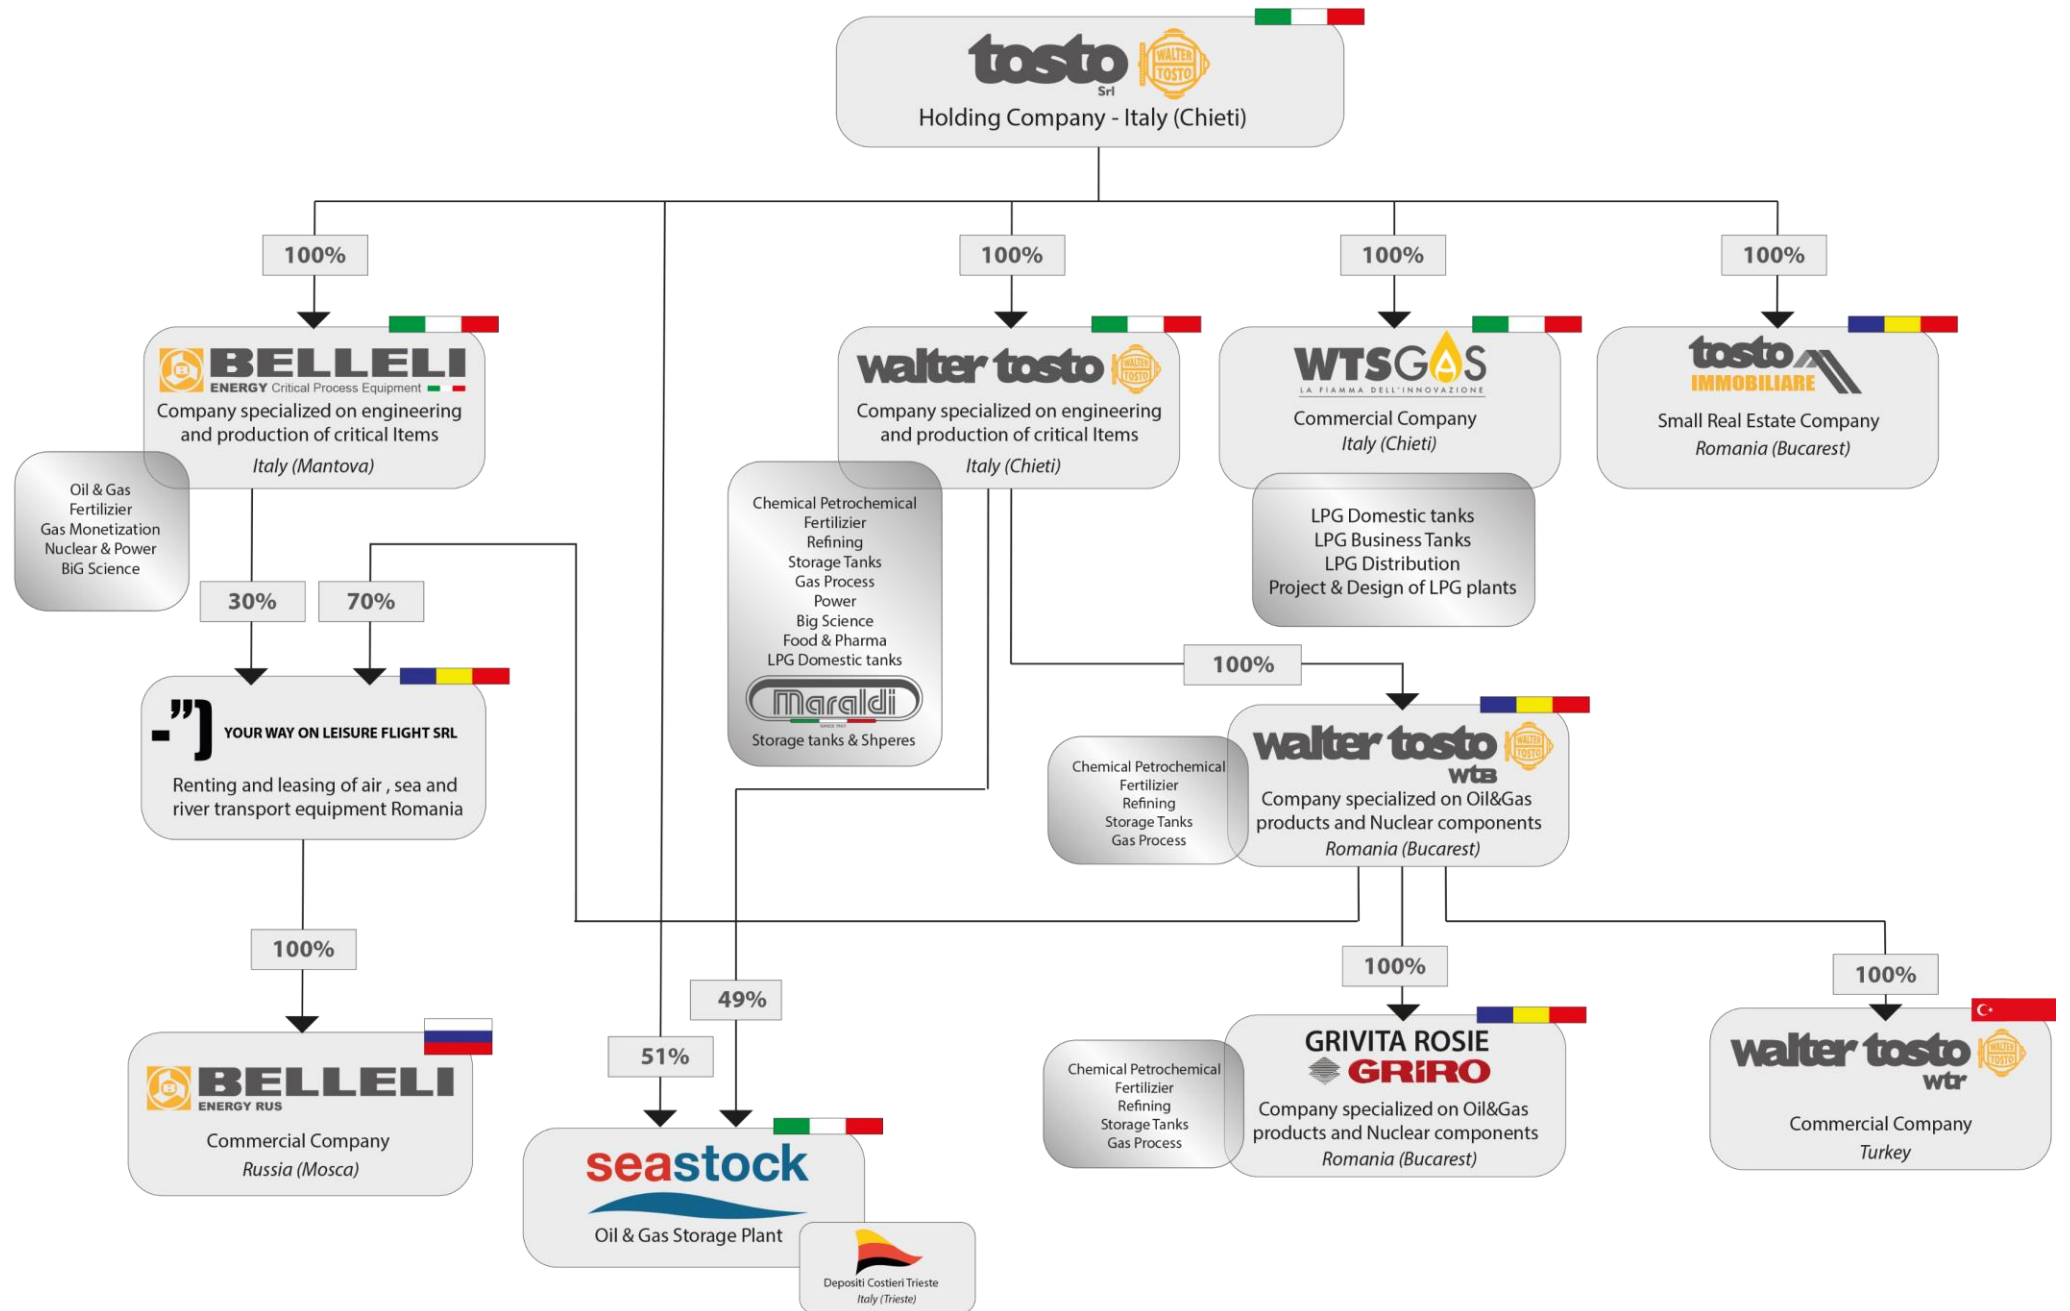 tosto
Srl
WALTER
TOSTO
Holding Company - Italy (Chieti)
100%
100%
100%
100%
BELLELI
ENERGY Critical Process Equipment
Company specialized on engineering
and production of critical Items
Italy (Mantova)
Oil & Gas
Fertilizier
Gas Monetization
Nuclear & Power
BiG Science
walter tosto
WALTER
TOSTO
Company specialized on engineering
and production of critical Items
Italy (Chieti)
Chemical Petrochemical
Fertilizier
Refining
Storage Tanks
Gas Process
Power
Big Science
Food & Pharma
LPG Domestic tanks
Maraldi
SINCE 1907
Storage tanks & Shperes
WTSGAS
LA FIAMMA DELL'INNOVAZIONE
Commercial Company
Italy (Chieti)
LPG Domestic tanks
LPG Business Tanks
LPG Distribution
Project & Design of LPG plants
tosto
IMMOBILIARE
Small Real Estate Company
Romania (Bucarest)
30%
70%
100%
YOUR WAY ON LEISURE FLIGHT SRL
Renting and leasing of air , sea and
river transport equipment Romania
walter tosto
wtb
WALTER
TOSTO
Company specialized on Oil&Gas
products and Nuclear components
Romania (Bucarest)
Chemical Petrochemical
Fertilizier
Refining
Storage Tanks
Gas Process
100%
49%
51%
100%
100%
BELLELI
ENERGY RUS
Commercial Company
Russia (Mosca)
seastock
Oil & Gas Storage Plant
Depositi Costieri Trieste
Italy (Trieste)
Chemical Petrochemical
Fertilizier
Refining
Storage Tanks
Gas Process
GRIVITA ROSIE
GRIRO
Company specialized on Oil&Gas
products and Nuclear components
Romania (Bucarest)
walter tosto
wtr
WALTER
TOSTO
Commercial Company
Turkey